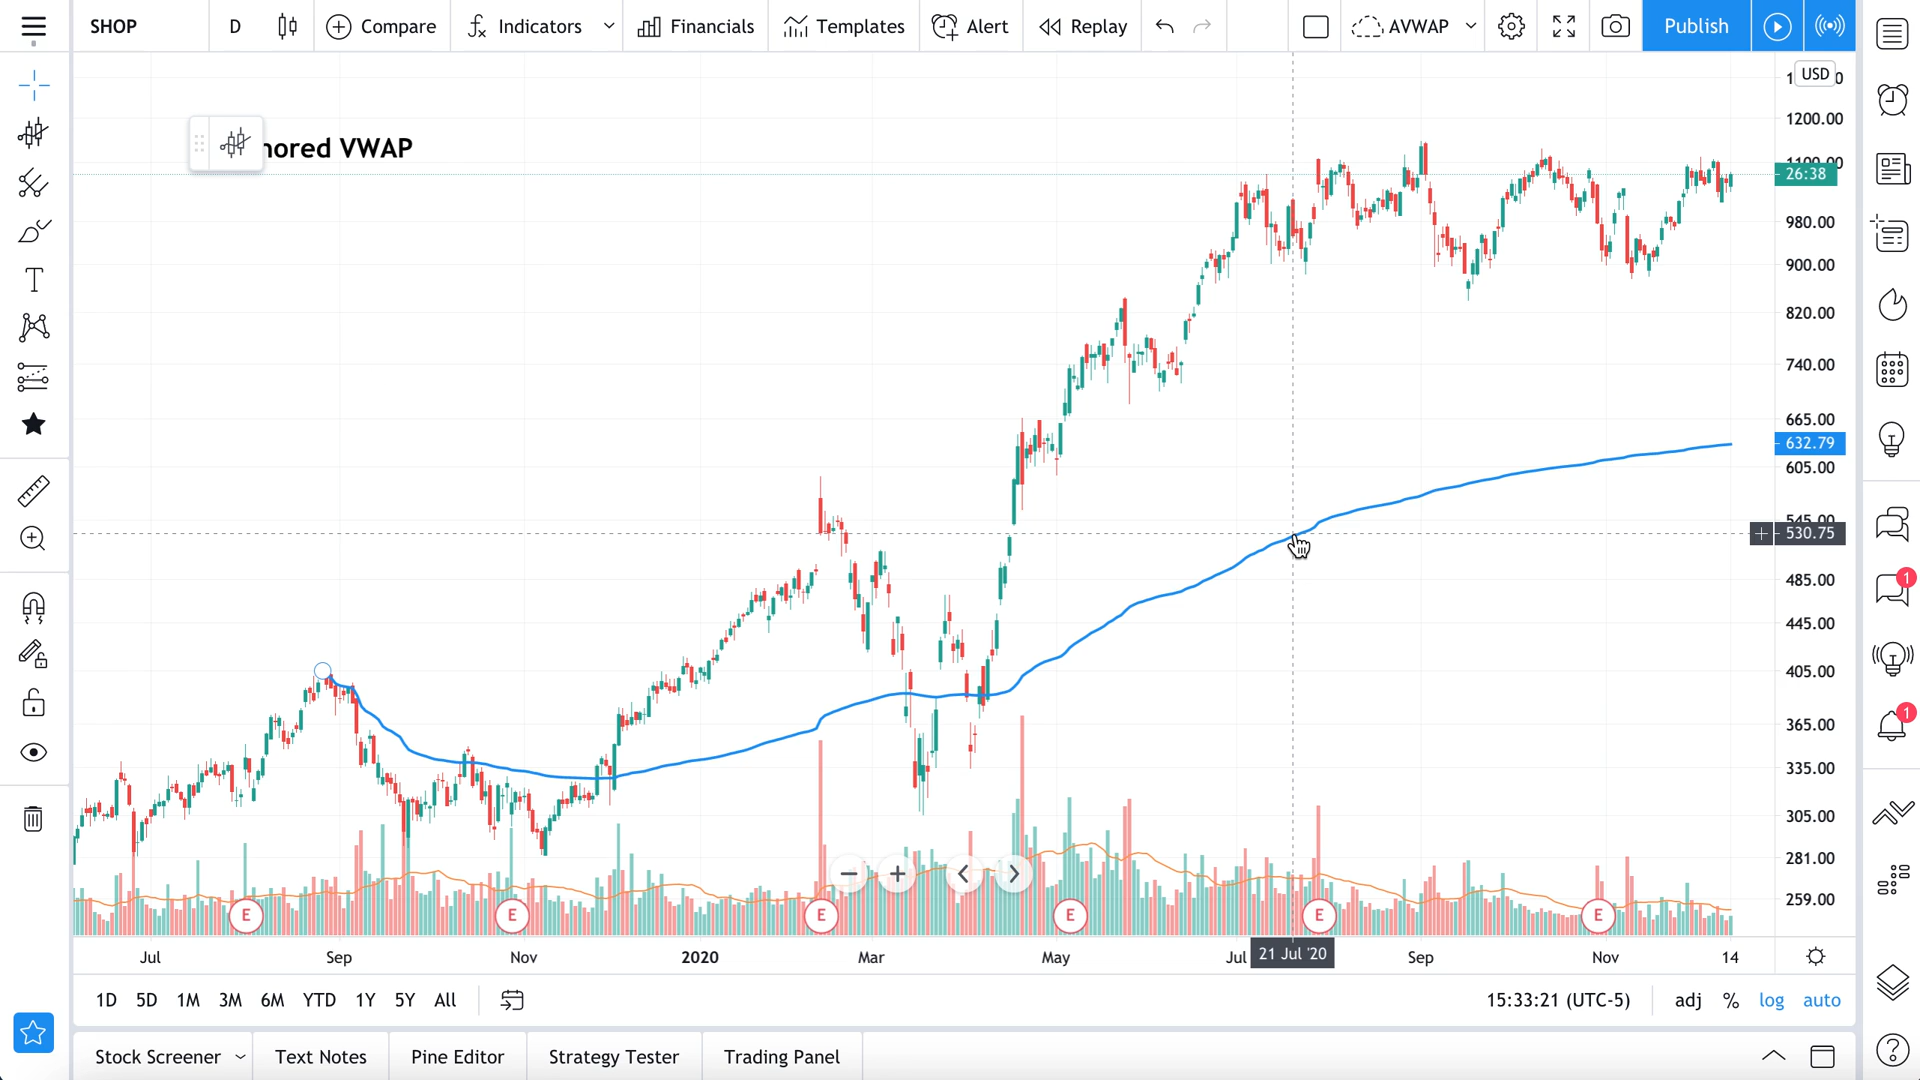 SHOP
D
Compare
Indicators
Financials
Templates
Alert
Replay
AVWAP
Publish
nored VWAP
USD
1200.00
1100.00
26:38
980.00
900.00
820.00
740.00
665.00
632.79
605.00
545.00
530.75
485.00
445.00
405.00
365.00
335.00
305.00
281.00
259.00
1
1
E E E E E E
Jul Sep Nov 2020 Mar May Jul 21 Jul '20 Sep Nov 14
1D 5D 1M 3M 6M YTD 1Y 5Y All
15:33:21 (UTC-5) adj % log auto
Stock Screener Text Notes Pine Editor Strategy Tester Trading Panel